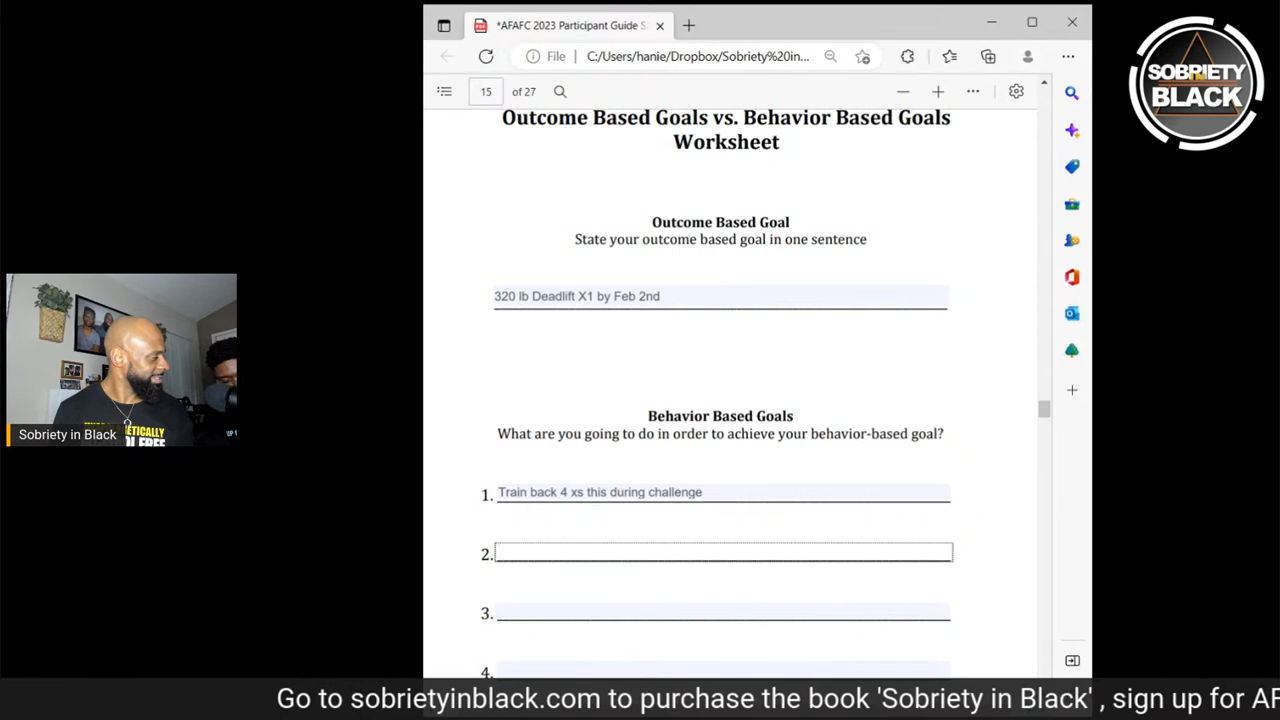 *AFAFC 2023 Participant Guide S
File
C:/Users/hanie/Dropbox/Sobriety%20in...
15 of 27
SOBRIETY
IN
BLACK
Outcome Based Goals vs. Behavior Based Goals
Worksheet
Outcome Based Goal
State your outcome based goal in one sentence
320 lb Deadlift X1 by Feb 2nd
Behavior Based Goals
What are you going to do in order to achieve your behavior-based goal?
1. Train back 4 xs this during challenge
2.
3.
4.
Sobriety in Black
Go to sobrietyinblack.com to purchase the book 'Sobriety in Black' , sign up for AF